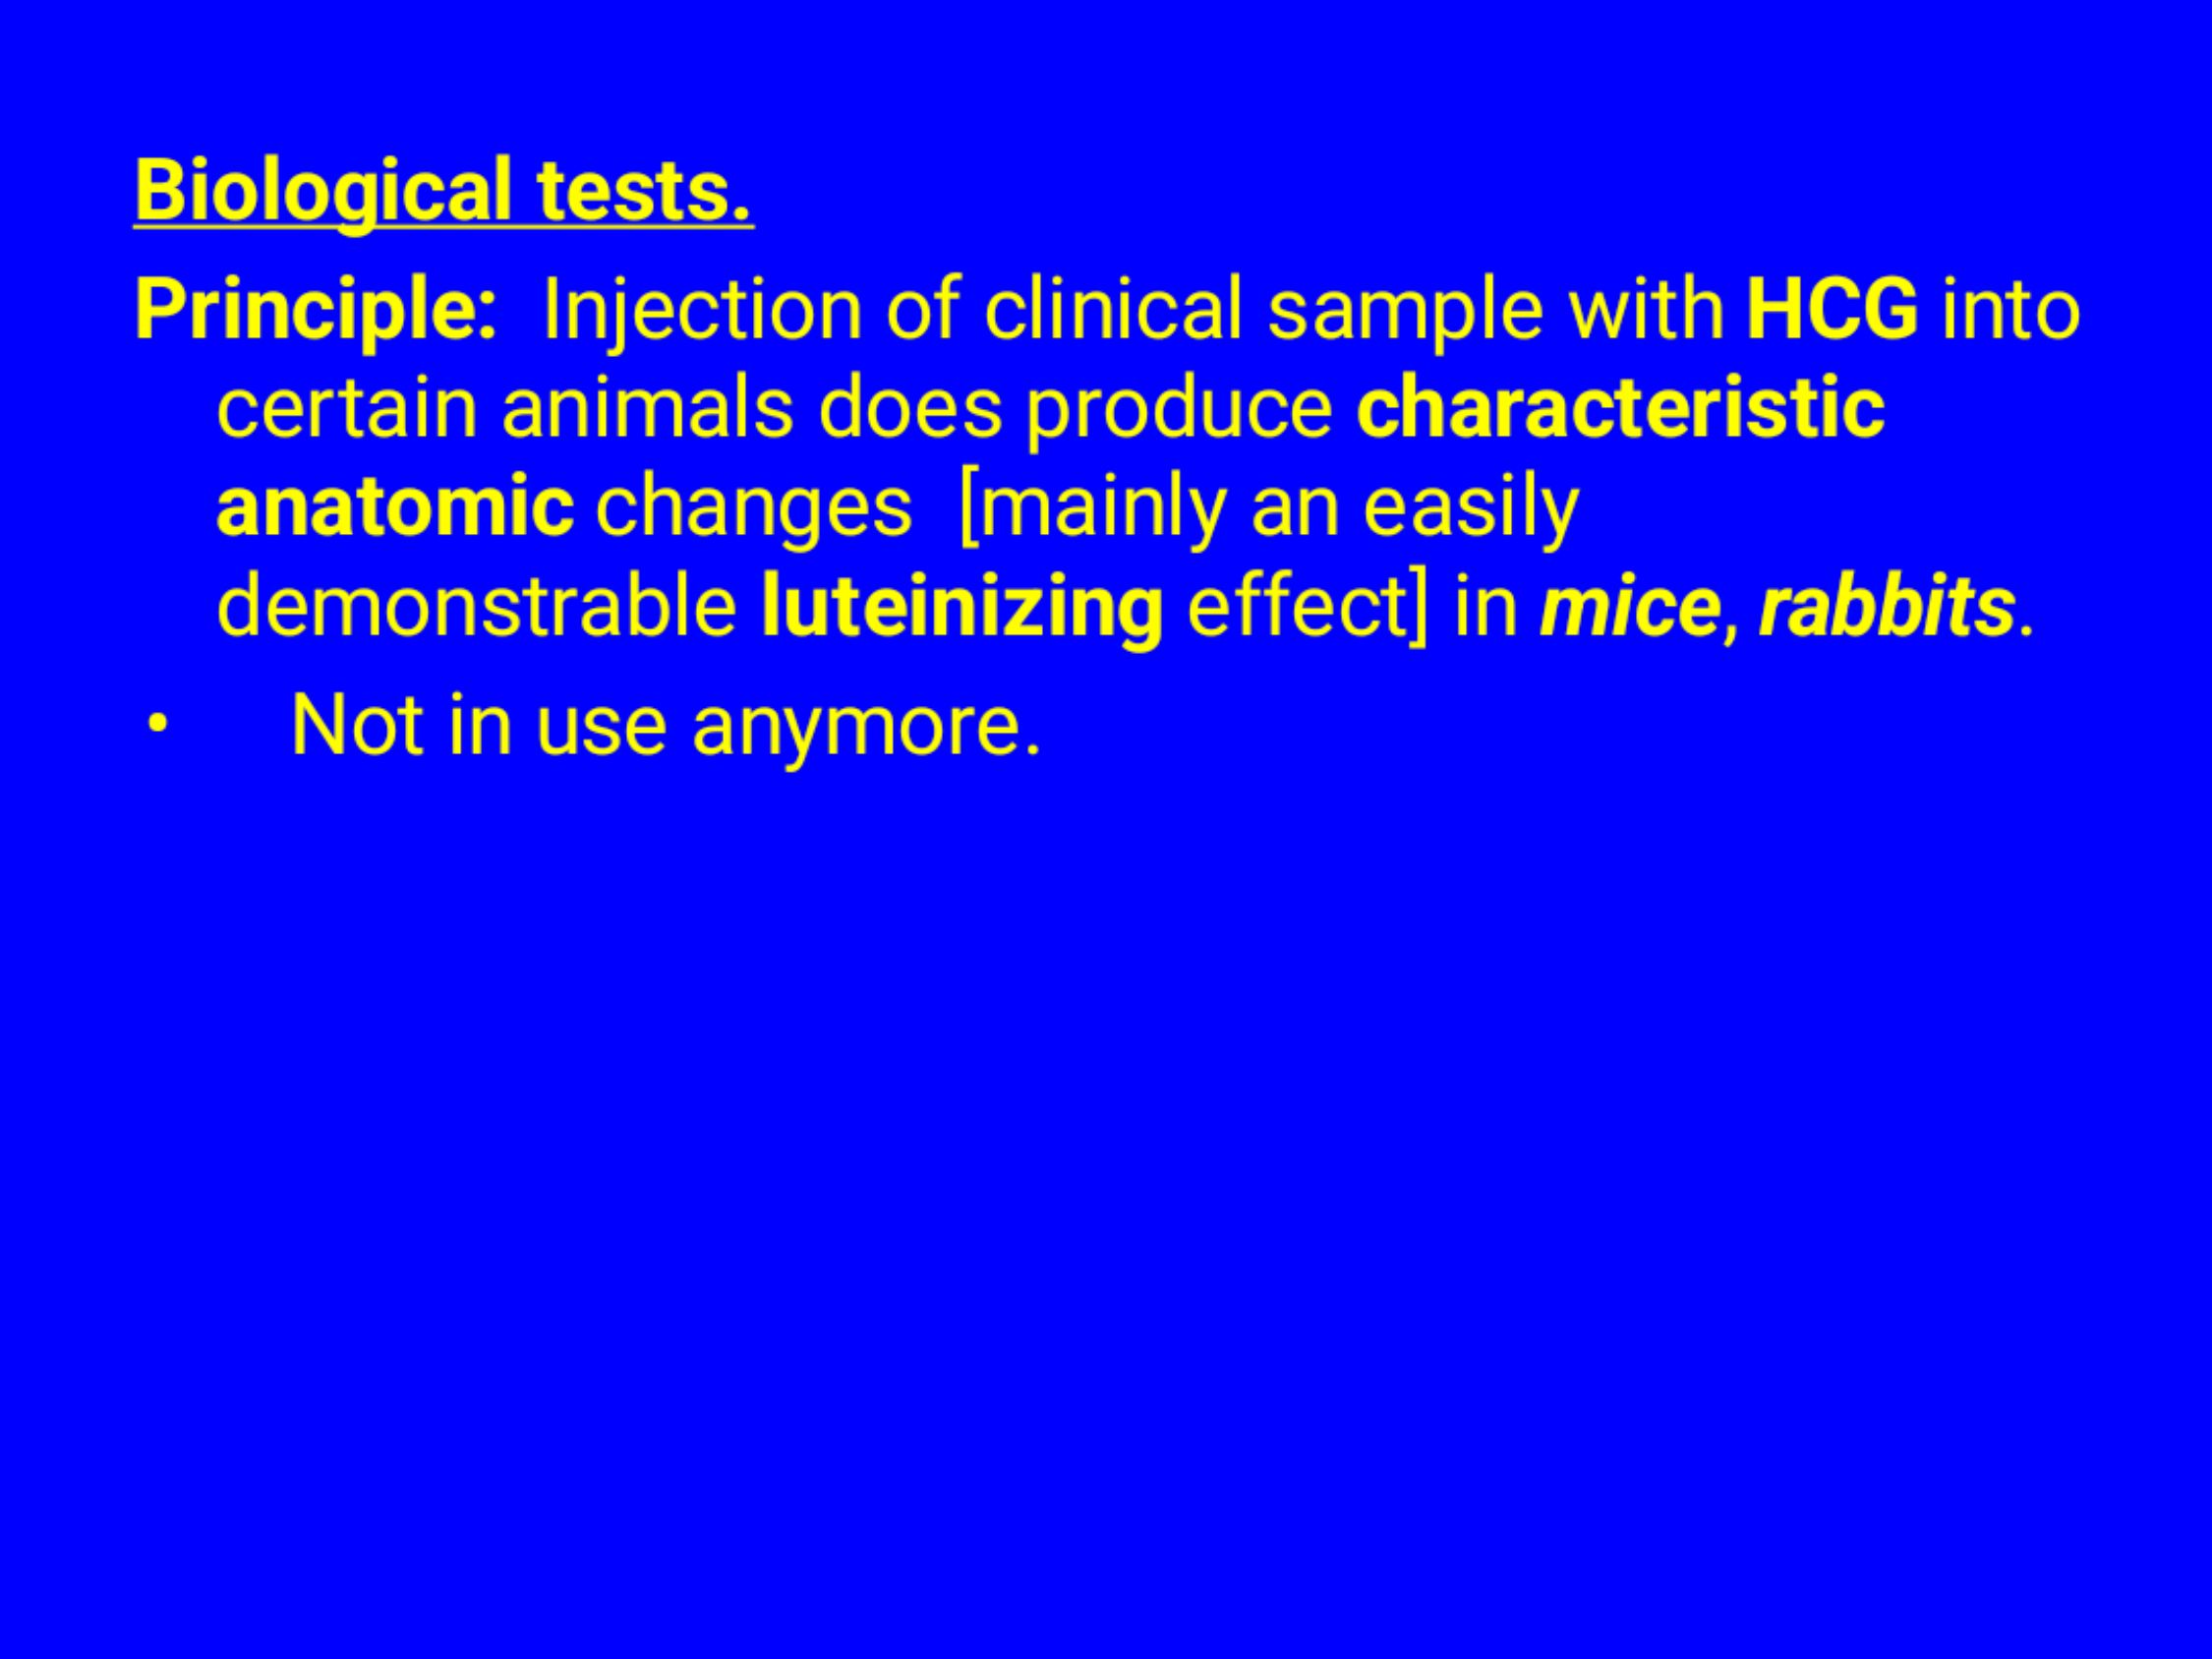 Biological tests.
Principle:  Injection of clinical sample with HCG into
certain animals does produce characteristic
anatomic changes  [mainly an easily
demonstrable luteinizing effect] in mice, rabbits.
• Not in use anymore.